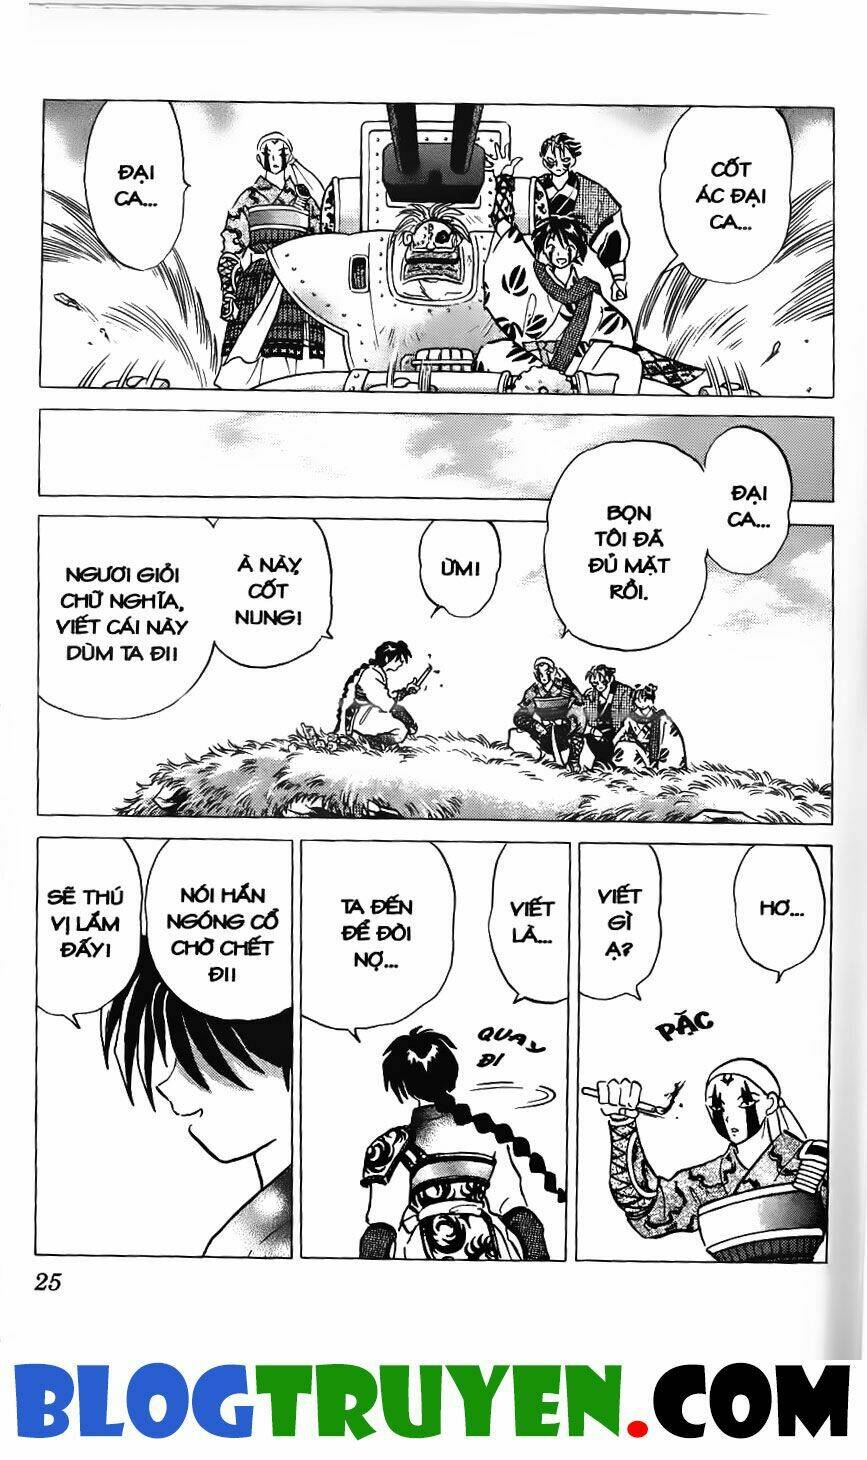 CỐT
ÁC ĐẠI
CA...
ĐẠI
CA...
ĐẠI
CA...
BỌN
TÔI ĐÃ
ĐỦ MẶT
RỒI.
ỪM!
À NÀY,
CỐT
NUNG!
NGƯƠI GIỎI
CHỮ NGHĨA,
VIẾT CÁI NÀY
DÙM TA ĐI!
HƠ...
VIẾT
GÌ
Ạ?
PẶC
VIẾT
LÀ...
TA ĐẾN
ĐỂ ĐÒI
NỢ...
QUAY
ĐI
NÓI HẮN
NGÓNG CỔ
CHỜ CHẾT
ĐI!
SẼ THÚ
VỊ LẮM
ĐẤY!
25
BLOGTRUYEN.COM